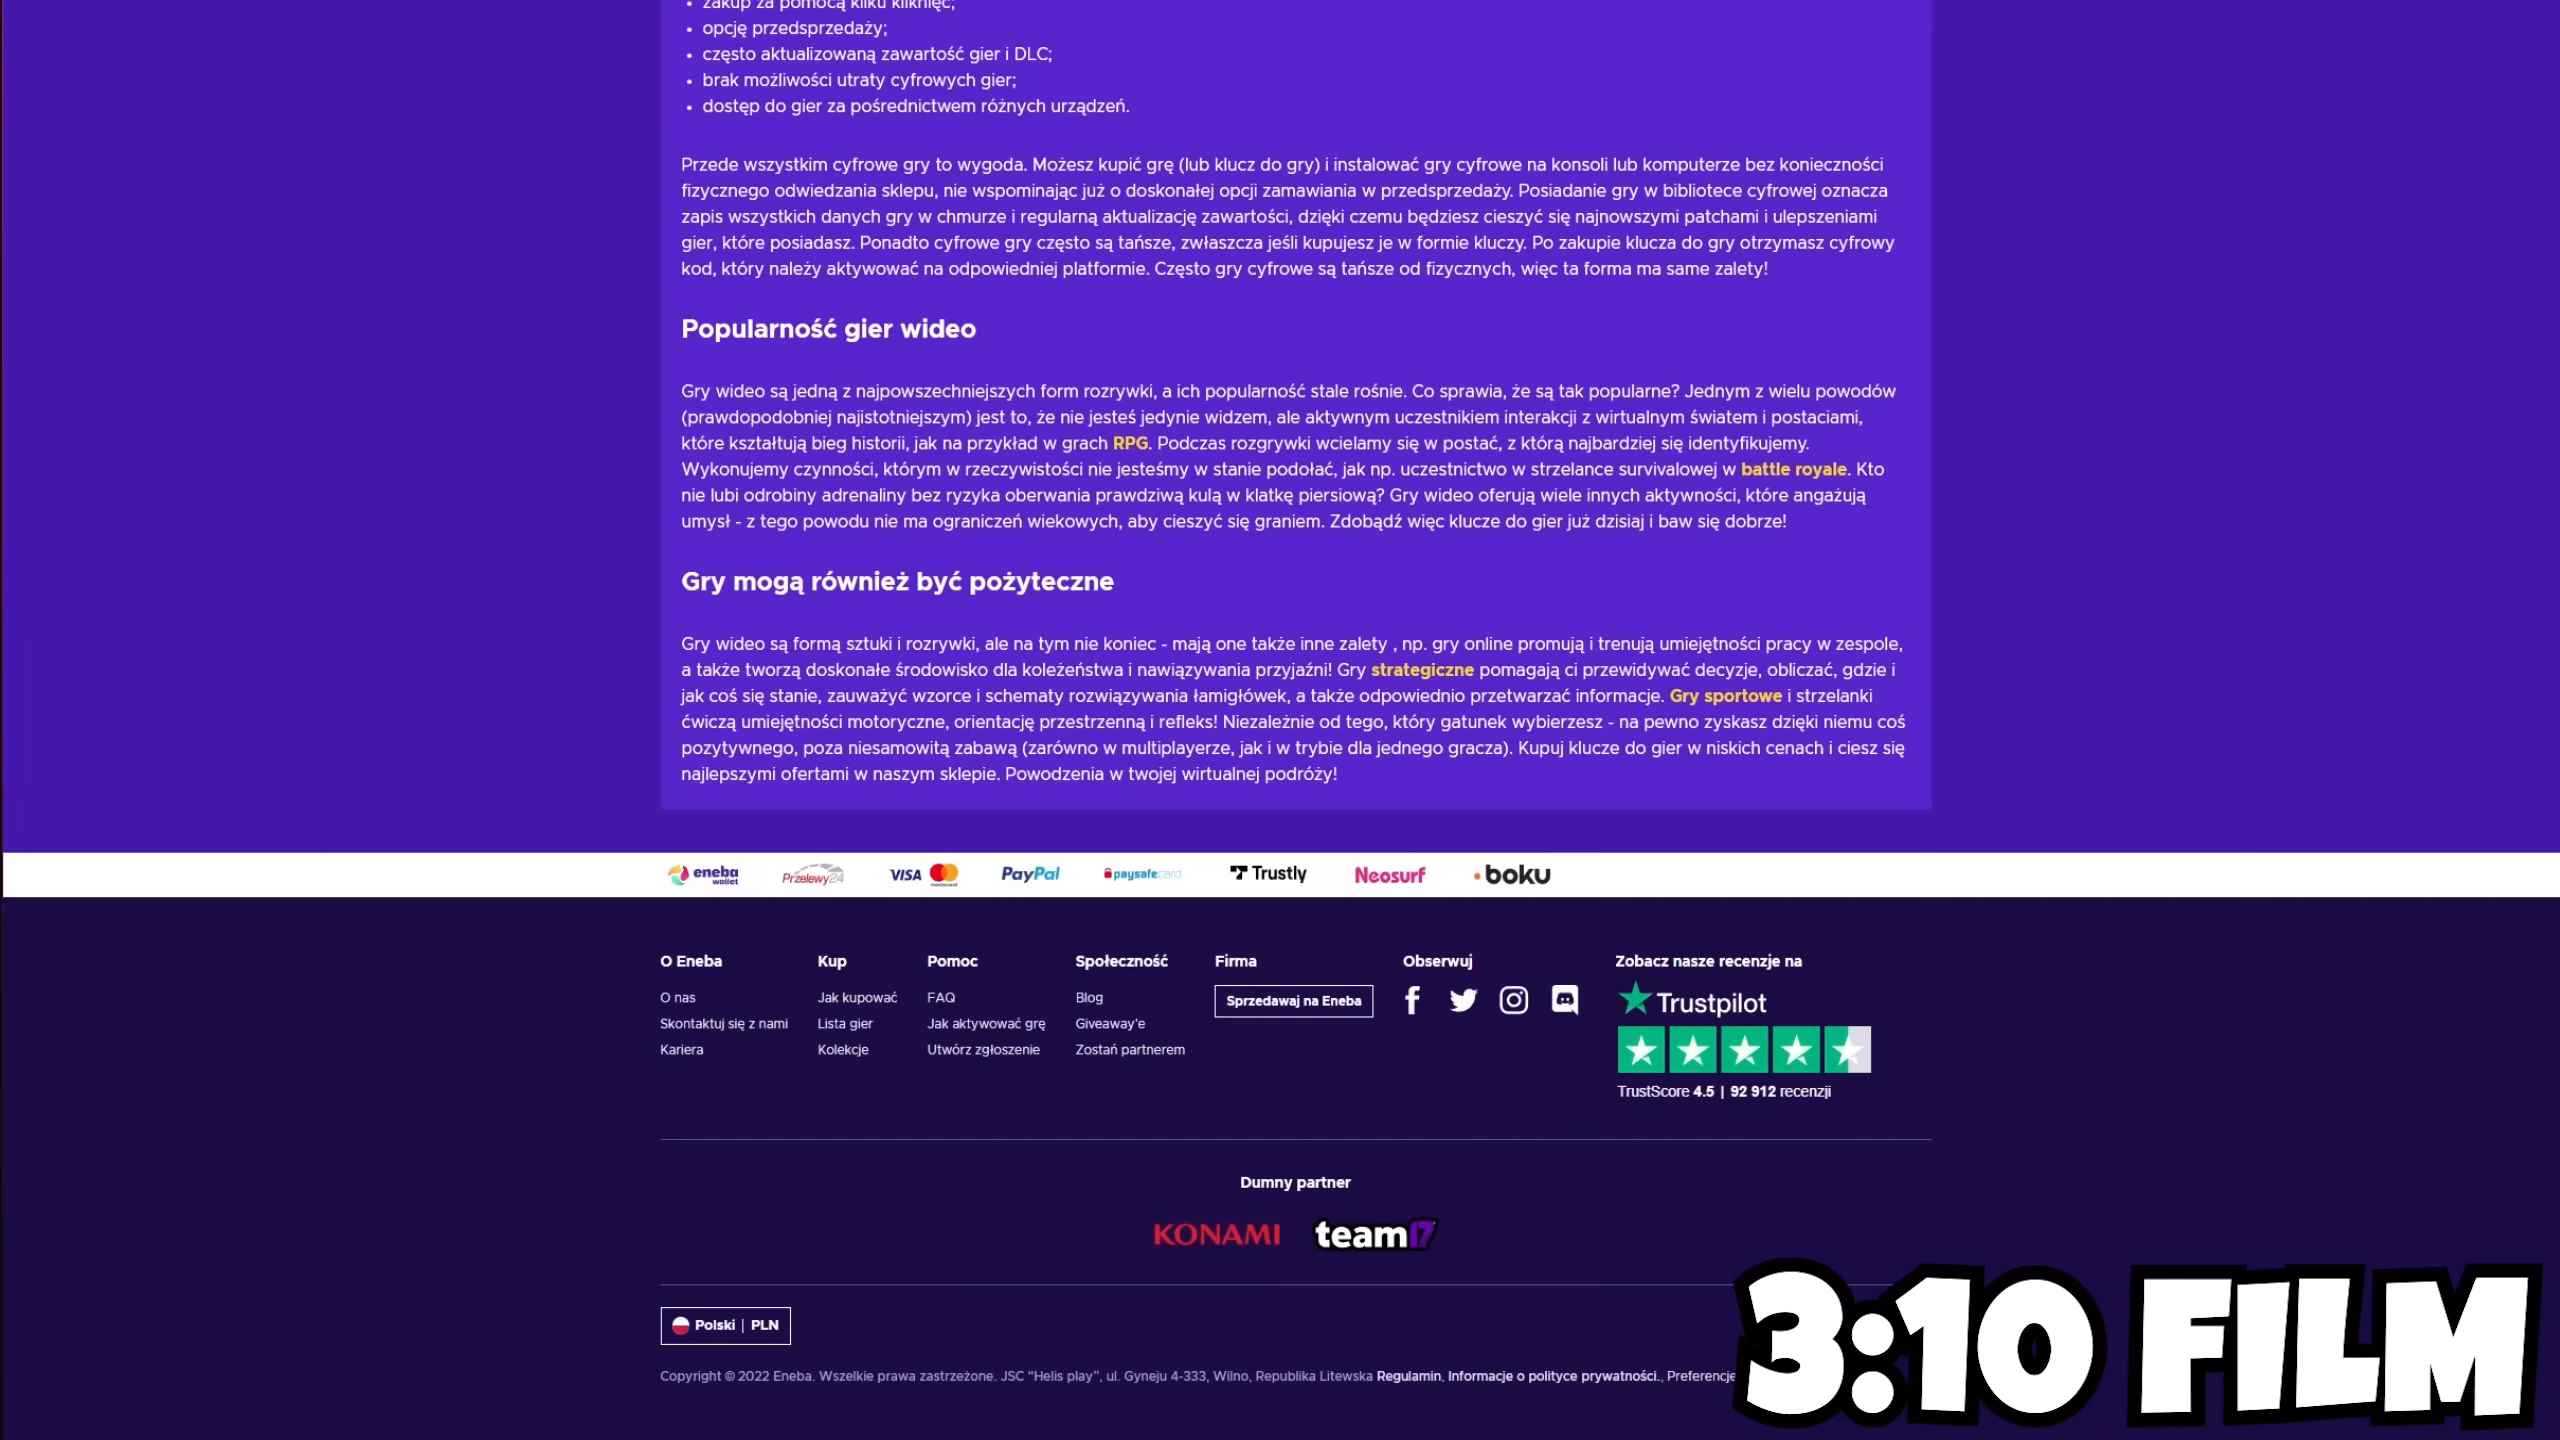 zakup za pomocą kilku kliknięć;
opcję przedsprzedaży;
często aktualizowaną zawartość gier i DLC;
brak możliwości utraty cyfrowych gier;
dostęp do gier za pośrednictwem różnych urządzeń.
Przede wszystkim cyfrowe gry to wygoda. Możesz kupić grę (lub klucz do gry) i instalować gry cyfrowe na konsoli lub komputerze bez konieczności
fizycznego odwiedzania sklepu, nie wspominając już o doskonałej opcji zamawiania w przedsprzedaży. Posiadanie gry w bibliotece cyfrowej oznacza
zapis wszystkich danych gry w chmurze i regularną aktualizację zawartości, dzięki czemu będziesz cieszyć się najnowszymi patchami i ulepszeniami
gier, które posiadasz. Ponadto cyfrowe gry często są tańsze, zwłaszcza jeśli kupujesz je w formie kluczy. Po zakupie klucza do gry otrzymasz cyfrowy
kod, który należy aktywować na odpowiedniej platformie. Często gry cyfrowe są tańsze od fizycznych, więc ta forma ma same zalety!
Popularność gier wideo
Gry wideo są jedną z najpowszechniejszych form rozrywki, a ich popularność stale rośnie. Co sprawia, że są tak popularne? Jednym z wielu powodów
(prawdopodobniej najistotniejszym) jest to, że nie jesteś jedynie widzem, ale aktywnym uczestnikiem interakcji z wirtualnym światem i postaciami,
które kształtują bieg historii, jak na przykład w grach RPG. Podczas rozgrywki wcielamy się w postać, z którą najbardziej się identyfikujemy.
Wykonujemy czynności, którym w rzeczywistości nie jesteśmy w stanie podołać, jak np. uczestnictwo w strzelance survivalowej w battle royale. Kto
nie lubi odrobiny adrenaliny bez ryzyka oberwania prawdziwą kulą w klatkę piersiową? Gry wideo oferują wiele innych aktywności, które angażują
umysł - z tego powodu nie ma ograniczeń wiekowych, aby cieszyć się graniem. Zdobądź więc klucze do gier już dzisiaj i baw się dobrze!
Gry mogą również być pożyteczne
Gry wideo są formą sztuki i rozrywki, ale na tym nie koniec - mają one także inne zalety , np. gry online promują i trenują umiejętności pracy w zespole,
a także tworzą doskonałe środowisko dla koleżeństwa i nawiązywania przyjaźni! Gry strategiczne pomagają ci przewidywać decyzje, obliczać, gdzie i
jak coś się stanie, zauważyć wzorce i schematy rozwiązywania łamigłówek, a także odpowiednio przetwarzać informacje. Gry sportowe i strzelanki
ćwiczą umiejętności motoryczne, orientację przestrzenną i refleks! Niezależnie od tego, który gatunek wybierzesz - na pewno zyskasz dzięki niemu coś
pozytywnego, poza niesamowitą zabawą (zarówno w multiplayerze, jak i w trybie dla jednego gracza). Kupuj klucze do gier w niskich cenach i ciesz się
najlepszymi ofertami w naszym sklepie. Powodzenia w twojej wirtualnej podróży!
eneba wallet Przelewy24 VISA mastercard PayPal paysafecard Trustly Neosurf boku
O Eneba Kup Pomoc Społeczność Firma Obserwuj Zobacz nasze recenzje na
O nas Jak kupować FAQ Blog Sprzedawaj na Eneba Trustpilot
Skontaktuj się z nami Lista gier Jak aktywować grę Giveaway'e
Kariera Kolekcje Utwórz zgłoszenie Zostań partnerem
TrustScore 4.5 | 92 912 recenzji
Dumny partner
KONAMI team17
Polski | PLN
Copyright © 2022 Eneba. Wszelkie prawa zastrzeżone. JSC “Helis play”, ul. Gyneju 4-333, Wilno, Republika Litewska Regulamin, Informacje o polityce prywatności., Preferencje
3:10 FILM